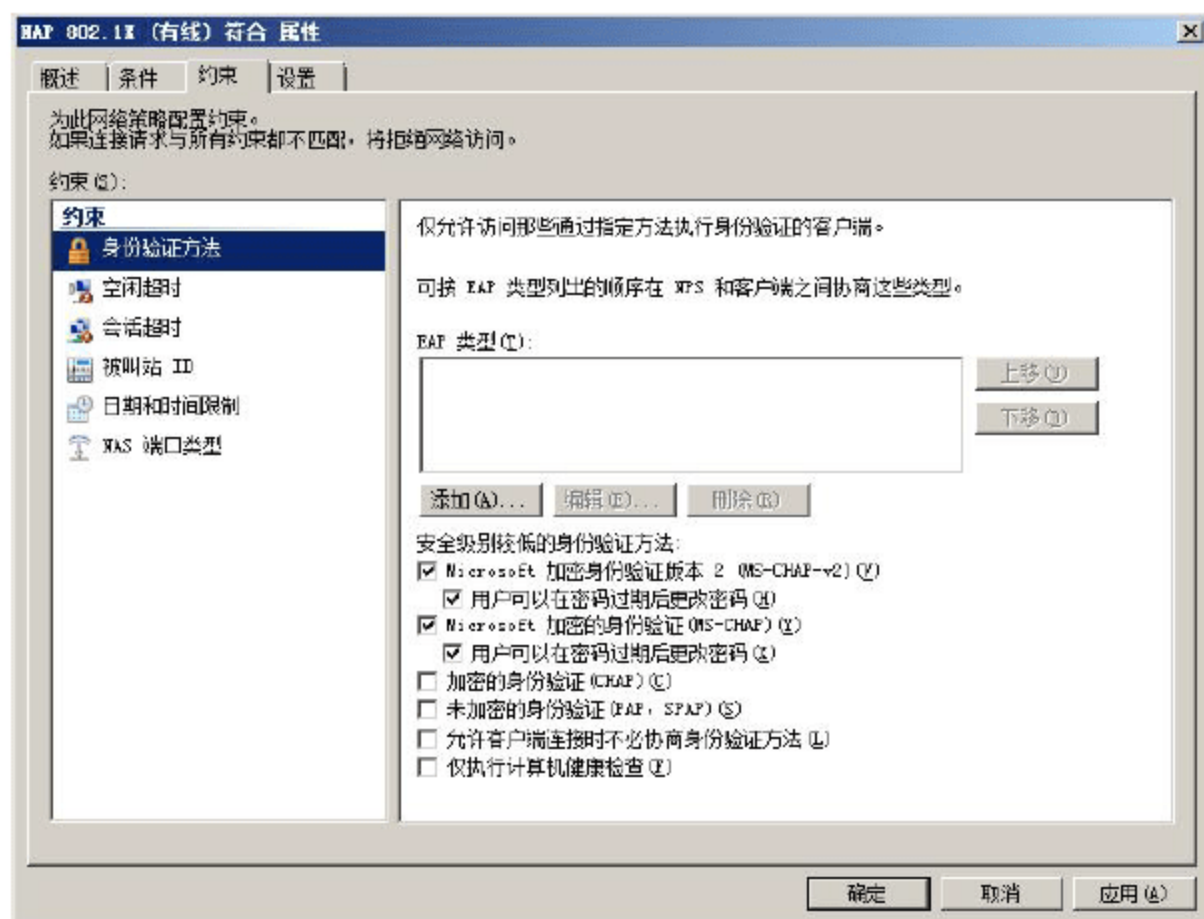 NAP 802.1X (有线) 符合 属性
概述 条件 约束 设置
为此网络策略配置约束。
如果连接请求与所有约束都不匹配，将拒绝网络访问。
约束(S):
约束
身份验证方法
空闲超时
会话超时
被叫站 ID
日期和时间限制
NAS 端口类型
仅允许访问那些通过指定方法执行身份验证的客户端。
可按 EAP 类型列出的顺序在 NPS 和客户端之间协商这些类型。
EAP 类型(T):
上移(U)
下移(D)
添加(A)... 编辑(E)... 删除(R)
安全级别较低的身份验证方法:
Microsoft 加密身份验证版本 2 (MS-CHAP-v2)(V)
用户可以在密码过期后更改密码(H)
Microsoft 加密的身份验证(MS-CHAP)(Y)
用户可以在密码过期后更改密码(X)
加密的身份验证(CHAP)(C)
未加密的身份验证(PAP，SPAP)(S)
允许客户端连接时不必协商身份验证方法(L)
仅执行计算机健康检查(F)
确定 取消 应用(A)